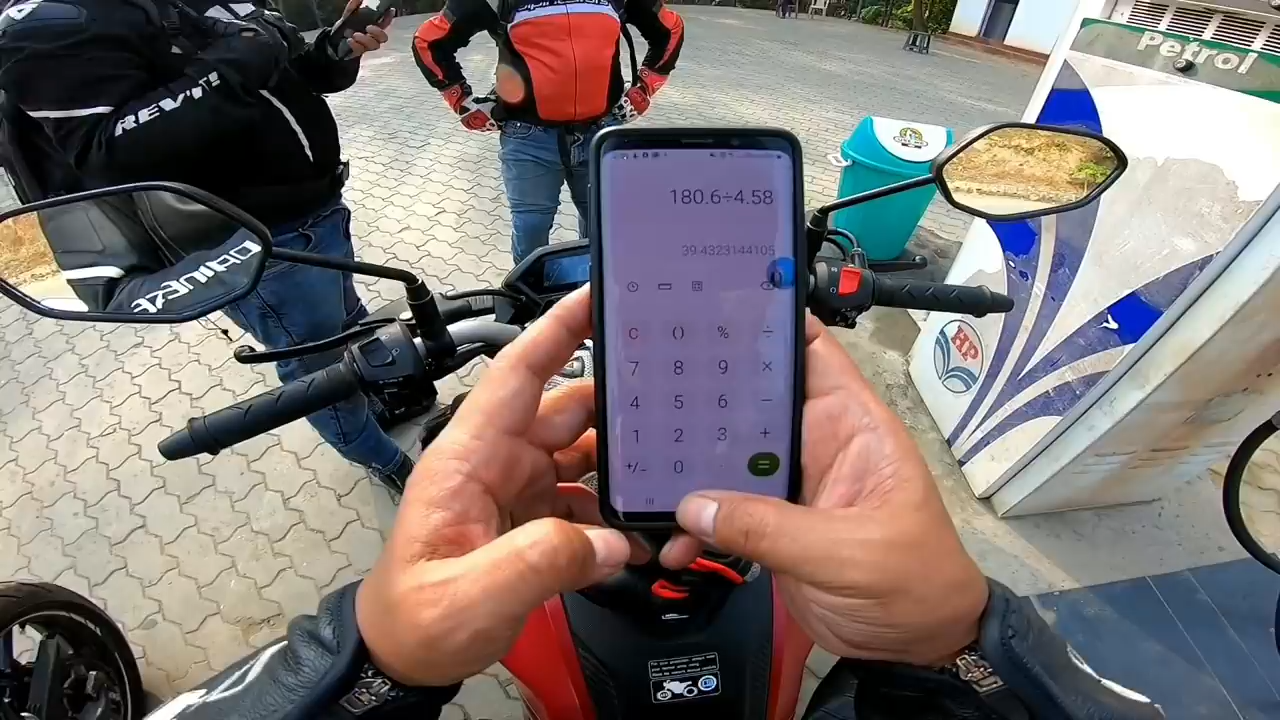 REV'IT!
Petrol
180.6÷4.58
39.4323144105
C () % ÷
7 8 9 ×
4 5 6 −
1 2 3 +
+/− 0 . =
HP